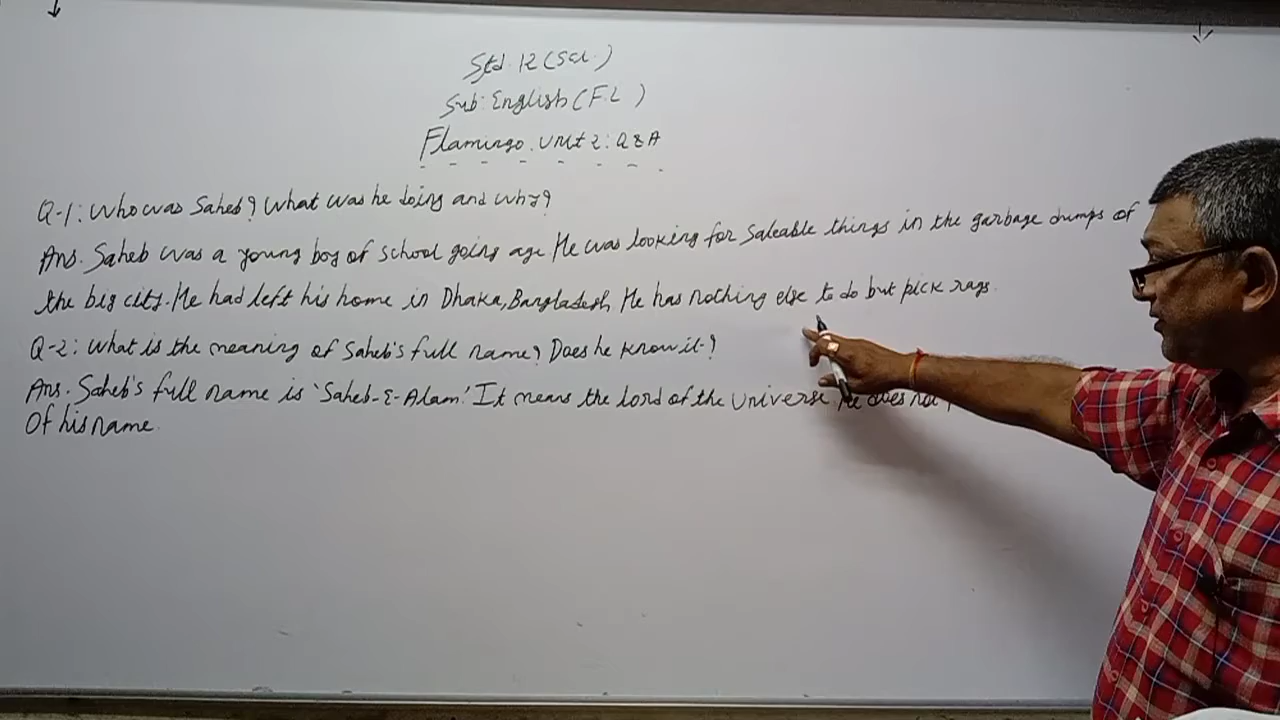 Std. 12 (Sci.)
Sub: English (F.L)
Flamingo. Unit 2: Q & A
Q-1: Who was Saheb? What was he doing and why?
Ans. Saheb was a young boy of school going age He was looking for saleable things in the garbage dumps of
the big city. He had left his home in Dhaka, Bangladesh, He has nothing else to do but pick rags.
Q-2: What is the meaning of Saheb's full name? Does he know it?
Ans. Saheb's full name is 'Saheb-E-Alam.' It means the lord of the universe. He does not
Of his name.